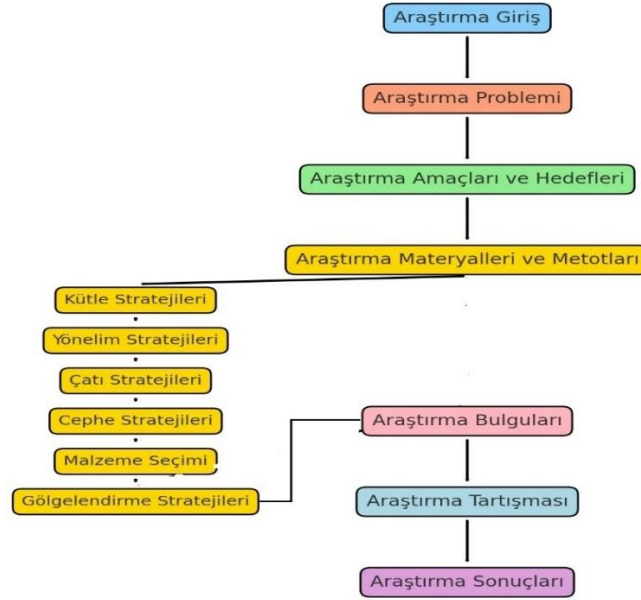 Araştırma Giriş
Araştırma Problemi
Araştırma Amaçları ve Hedefleri
Araştırma Materyalleri ve Metotları
Kütle Stratejileri
Yönelim Stratejileri
Çatı Stratejileri
Cephe Stratejileri
Malzeme Seçimi
Gölgelendirme Stratejileri
Araştırma Bulguları
Araştırma Tartışması
Araştırma Sonuçları